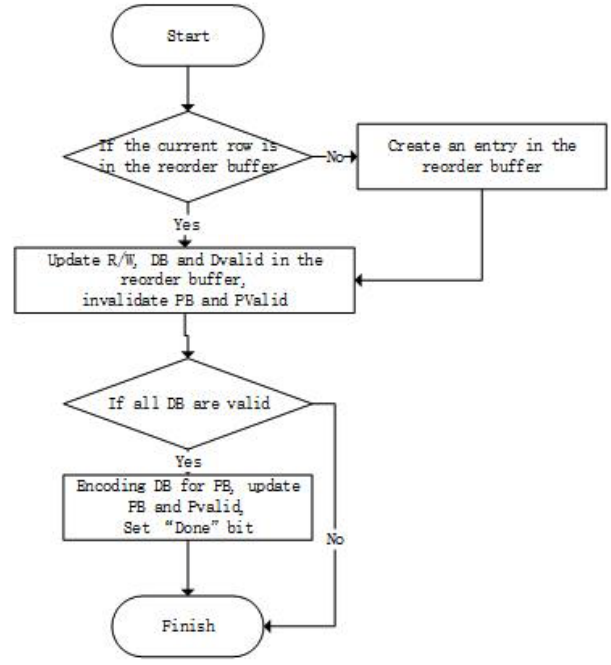 Start
If the current row is
in the reorder buffer
No
Create an entry in the
reorder buffer
Yes
Update R/W, DB and Dvalid in the
reorder buffer,
invalidate PB and PValid
If all DB are valid
Yes
Encoding DB for PB, update
PB and Pvalid,
Set “Done” bit
No
Finish